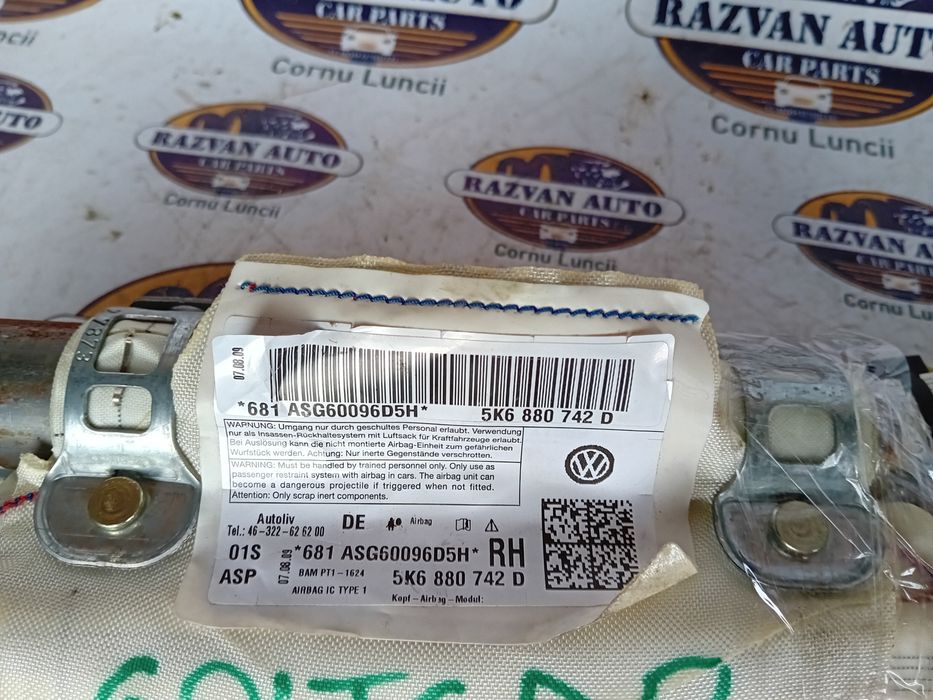 CAR PARTS
Cornu Luncii
RAZVAN AUTO
CAR PARTS
Cornu Luncii
RAZVAN AUTO
CAR PARTS
Cornu Luncii
RAZVAN AUTO
CAR PARTS
Cornu Luncii
RAZVAN AUTO
CAR PARTS
07.08.09
*681 ASG60096D5H* 5K6 880 742 D
WARNUNG: Umgang nur durch geschultes Personal erlaubt. Verwendung
nur als Insassen-Rückhaltesystem mit Luftsack für Kraftfahrzeuge erlaubt.
Bei Auslösung kann die nicht montierte Airbag-Einheit zum gefährlichen
Wurfstück werden. Achtung: Nur inerte Gegenstände verschrotten.
WARNING: Must be handled by trained personnel only. Only use as
passenger restraint system with airbag in cars. The airbag unit can
become a dangerous projectile if triggered when not fitted.
Attention: Only scrap inert components.
Autoliv DE Airbag
Tel.: 46-322-62 62 00
01S 07.08.09 *681 ASG60096D5H* RH
ASP BAM PT1-1624 5K6 880 742 D
AIRBAG IC TYPE 1 Kopf-Airbag-Modul: